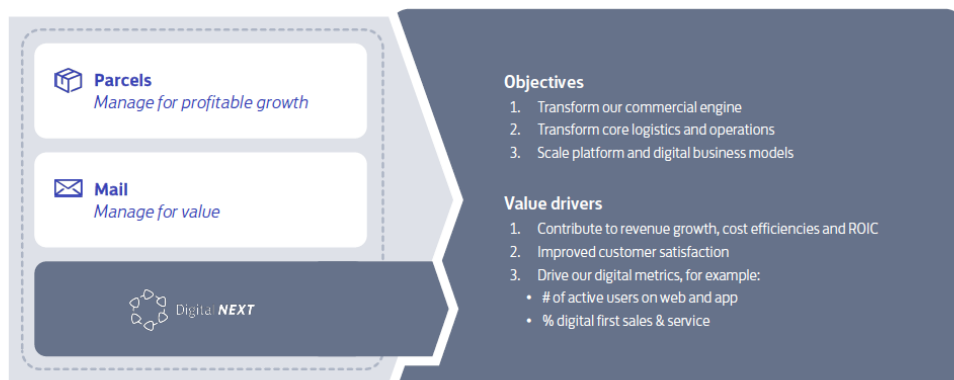 Parcels
Manage for profitable growth
Mail
Manage for value
Digital NEXT
Objectives
1. Transform our commercial engine
2. Transform core logistics and operations
3. Scale platform and digital business models
Value drivers
1. Contribute to revenue growth, cost efficiencies and ROIC
2. Improved customer satisfaction
3. Drive our digital metrics, for example:
• # of active users on web and app
• % digital first sales & service